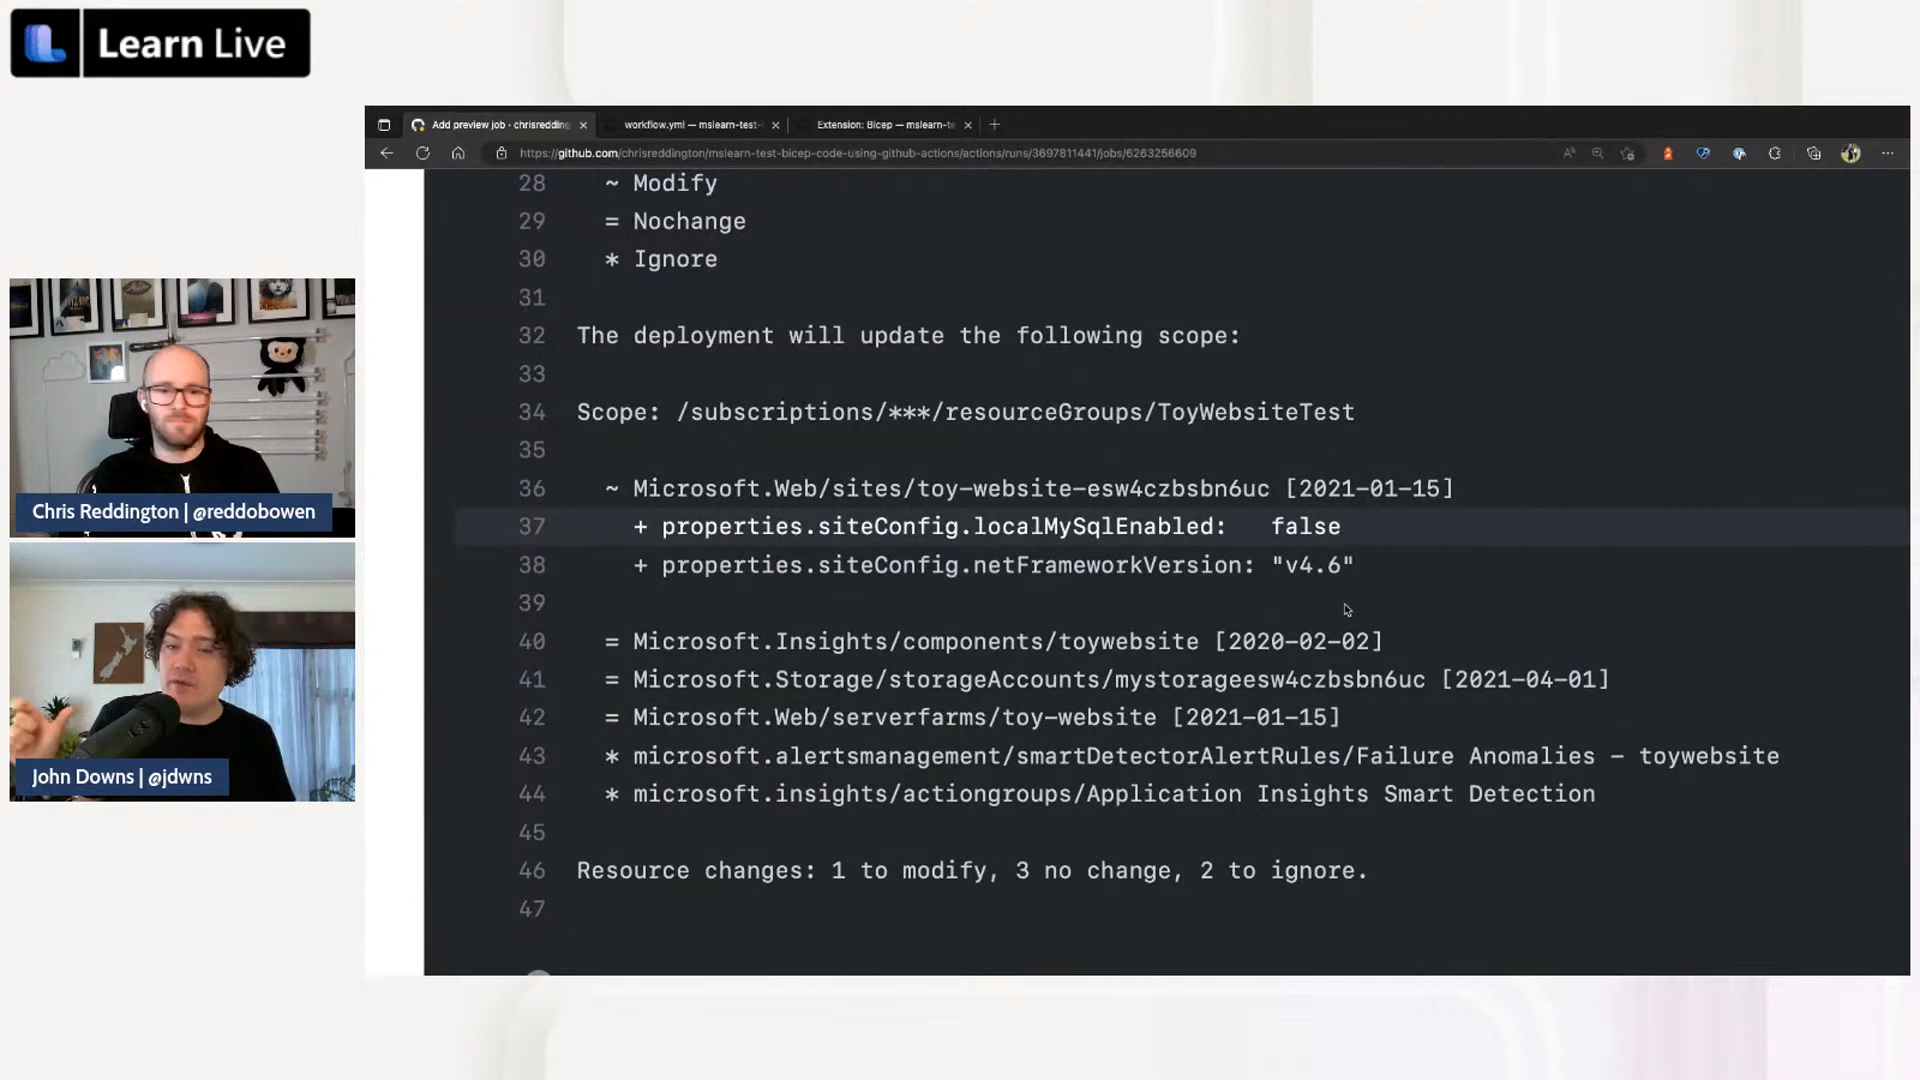 Learn Live
Add preview job · chrisredding
workflow.yml — mslearn-test-
Extension: Bicep — mslearn-te
https://github.com/chrisreddington/mslearn-test-bicep-code-using-github-actions/actions/runs/3697811441/jobs/6263256609
28 ~ Modify
29 = Nochange
30 * Ignore
31
32 The deployment will update the following scope:
33
34 Scope: /subscriptions/***/resourceGroups/ToyWebsiteTest
35
36 ~ Microsoft.Web/sites/toy-website-esw4czbsbn6uc [2021-01-15]
37 + properties.siteConfig.localMySqlEnabled: false
38 + properties.siteConfig.netFrameworkVersion: "v4.6"
39
40 = Microsoft.Insights/components/toywebsite [2020-02-02]
41 = Microsoft.Storage/storageAccounts/mystorageesw4czbsbn6uc [2021-04-01]
42 = Microsoft.Web/serverfarms/toy-website [2021-01-15]
43 * microsoft.alertsmanagement/smartDetectorAlertRules/Failure Anomalies - toywebsite
44 * microsoft.insights/actiongroups/Application Insights Smart Detection
45
46 Resource changes: 1 to modify, 3 no change, 2 to ignore.
47
Chris Reddington | @reddobowen
John Downs | @jdwns